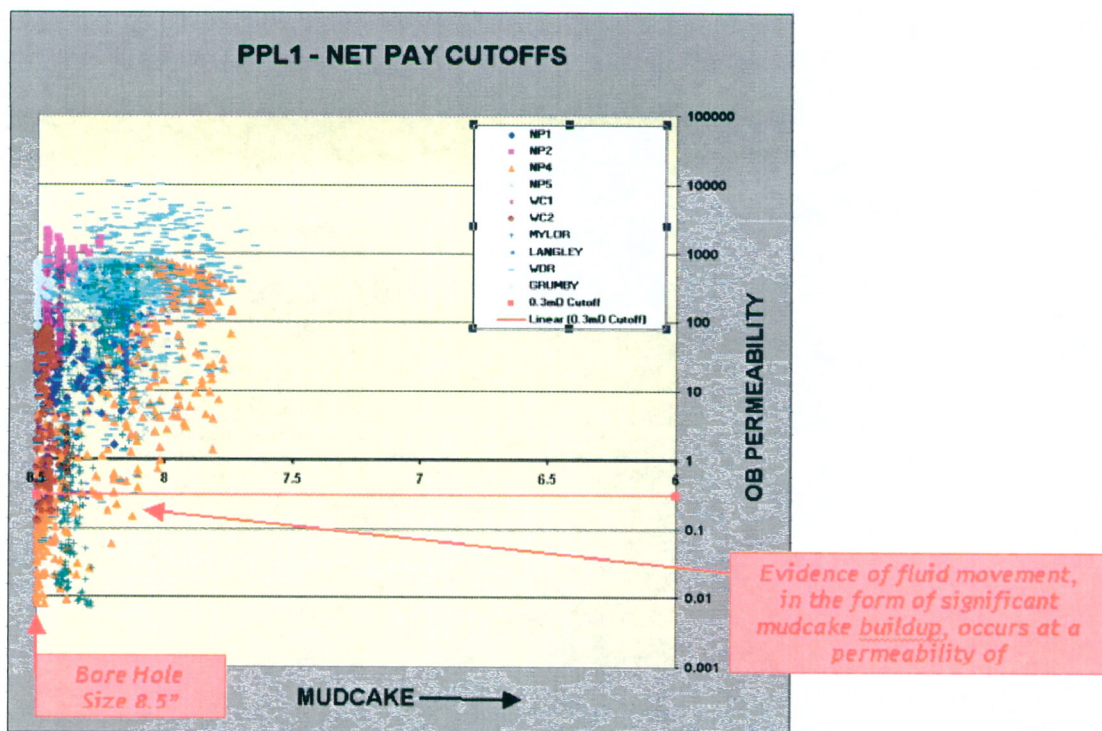 PPL1 - NET PAY CUTOFFS
100000
10000
1000
100
10
1
0.1
0.01
0.001
8.5
8
7.5
7
6.5
6
NP1
NP2
NP4
NP5
WC1
WC2
MYLOR
LANGLEY
WDR
GRUMBY
0.3mD Cutoff
Linear (0.3mD Cutoff)
OB PERMEABILITY
MUDCAKE
Bore Hole
Size 8.5"
Evidence of fluid movement,
in the form of significant
mudcake buildup, occurs at a
permeability of